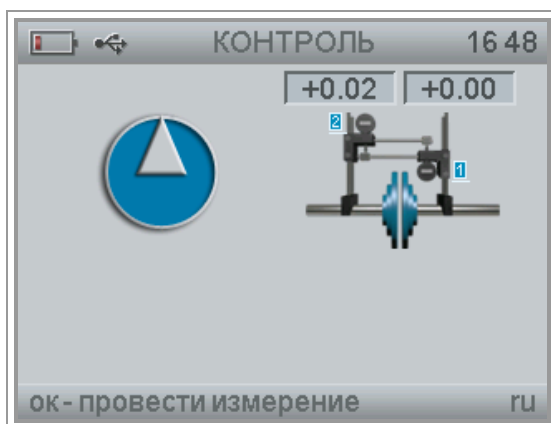 КОНТРОЛЬ 16 48
+0.02 +0.00
2
1
ок - провести измерение ru